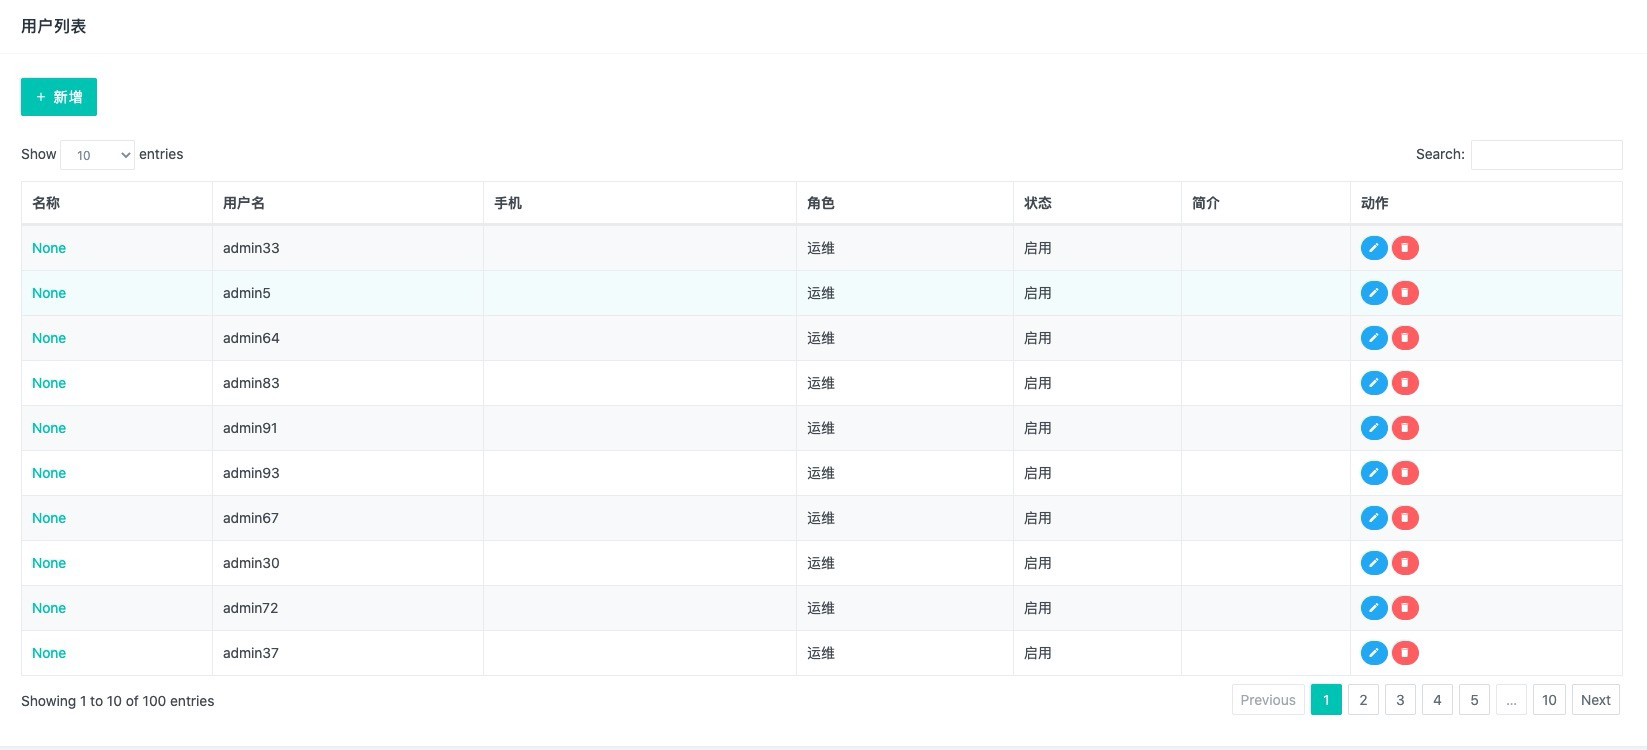 用户列表
+ 新增
Show 10 entries Search:
名称 用户名 手机 角色 状态 简介 动作
None admin33 运维 启用
None admin5 运维 启用
None admin64 运维 启用
None admin83 运维 启用
None admin91 运维 启用
None admin93 运维 启用
None admin67 运维 启用
None admin30 运维 启用
None admin72 运维 启用
None admin37 运维 启用
Showing 1 to 10 of 100 entries Previous 1 2 3 4 5 ... 10 Next